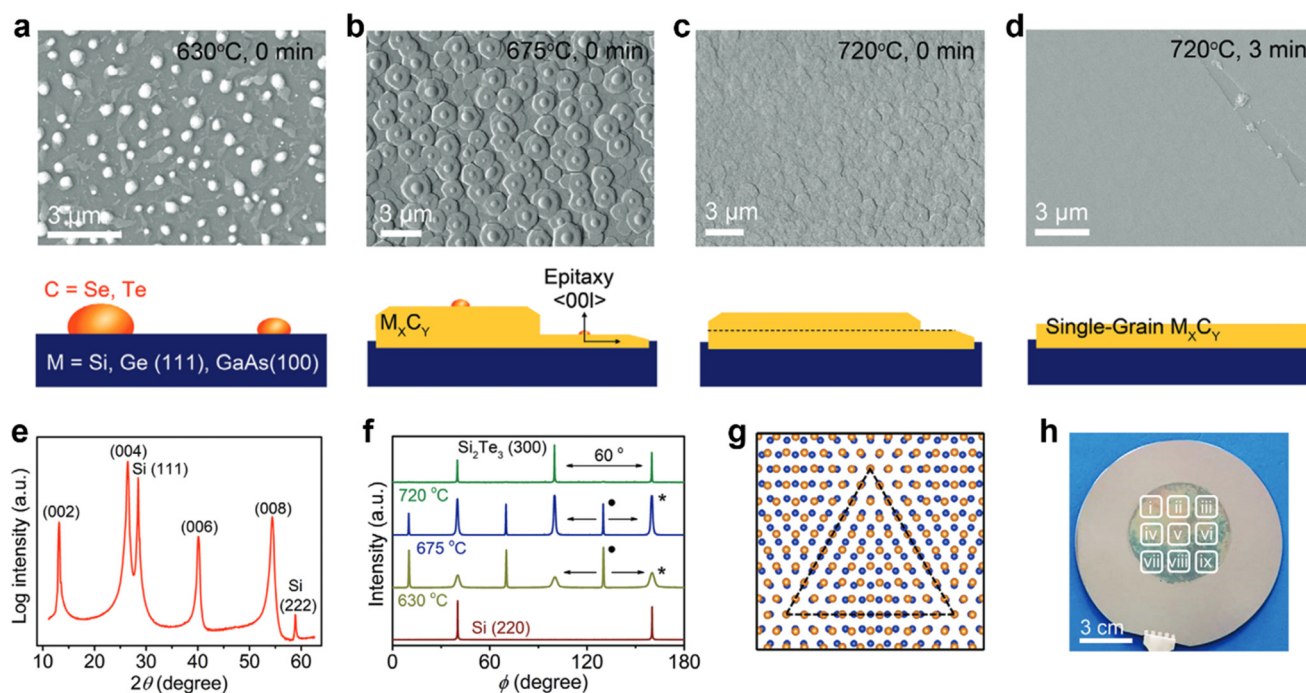 a
630°C, 0 min
3 μm
b
675°C, 0 min
3 μm
c
720°C, 0 min
3 μm
d
720°C, 3 min
3 μm
C = Se, Te
M = Si, Ge (111), GaAs(100)
Epitaxy
<00l>
MXCY
Single-Grain MXCY
e
Log intensity (a.u.)
(002)
(004)
Si (111)
(006)
(008)
Si
(222)
10 20 30 40 50 60
2θ (degree)
f
Intensity (a.u.)
Si2Te3 (300)
60 °
720 °C
*
675 °C
*
630 °C
Si (220)
0 60 120 180
ϕ (degree)
g
h
i ii iii
iv v vi
vii viii ix
3 cm